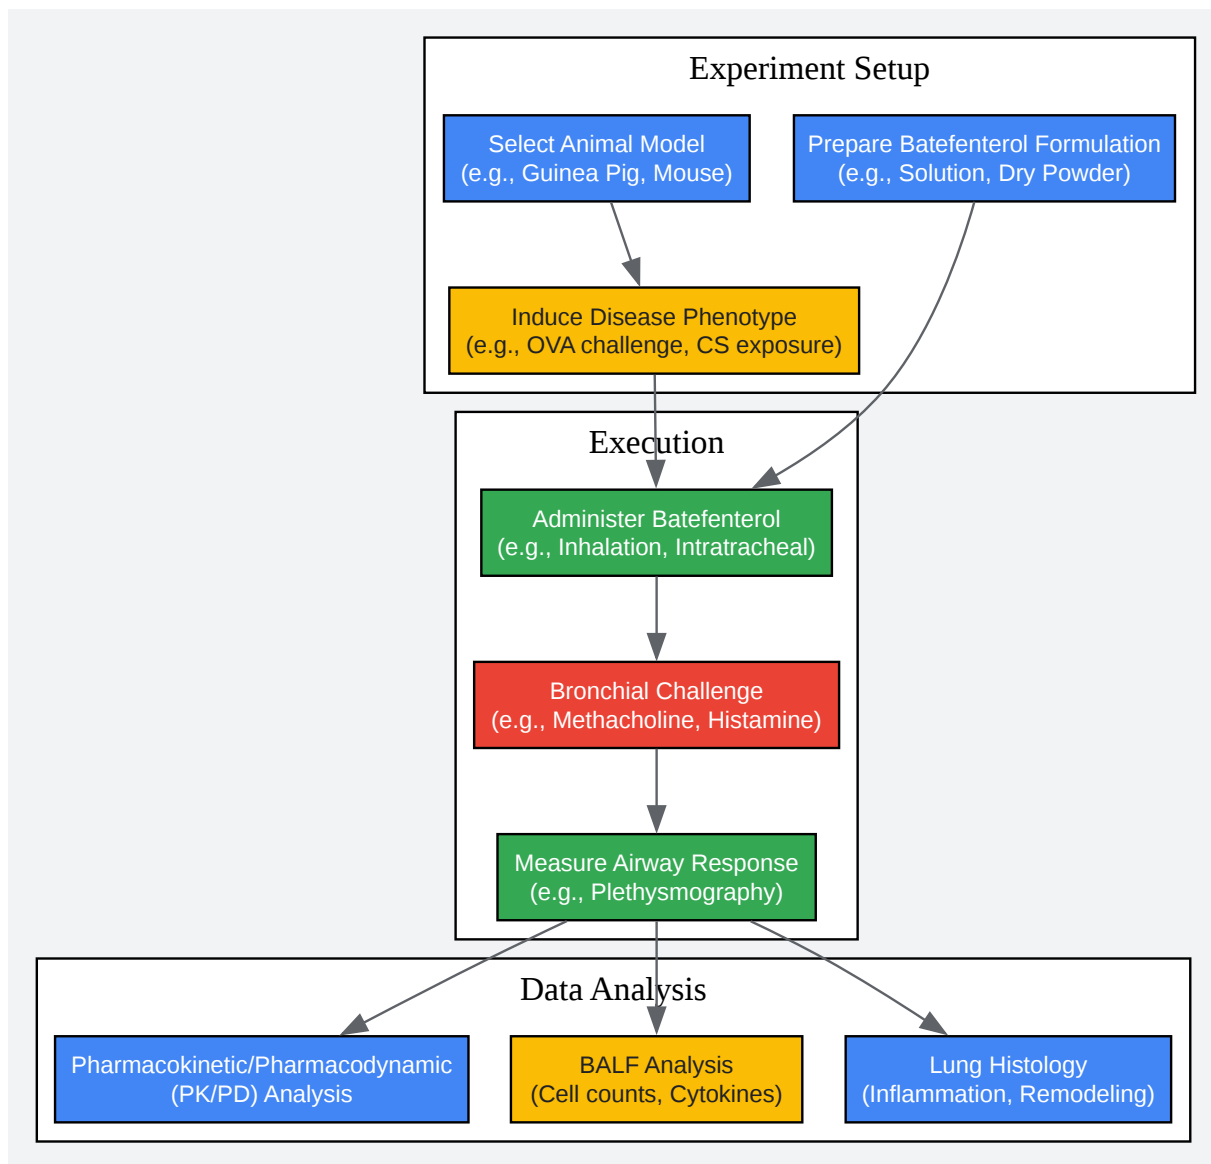 Experiment Setup
Select Animal Model
(e.g., Guinea Pig, Mouse)
Prepare Batefenterol Formulation
(e.g., Solution, Dry Powder)
Induce Disease Phenotype
(e.g., OVA challenge, CS exposure)
Execution
Administer Batefenterol
(e.g., Inhalation, Intratracheal)
Bronchial Challenge
(e.g., Methacholine, Histamine)
Measure Airway Response
(e.g., Plethysmography)
Data Analysis
Pharmacokinetic/Pharmacodynamic
(PK/PD) Analysis
BALF Analysis
(Cell counts, Cytokines)
Lung Histology
(Inflammation, Remodeling)